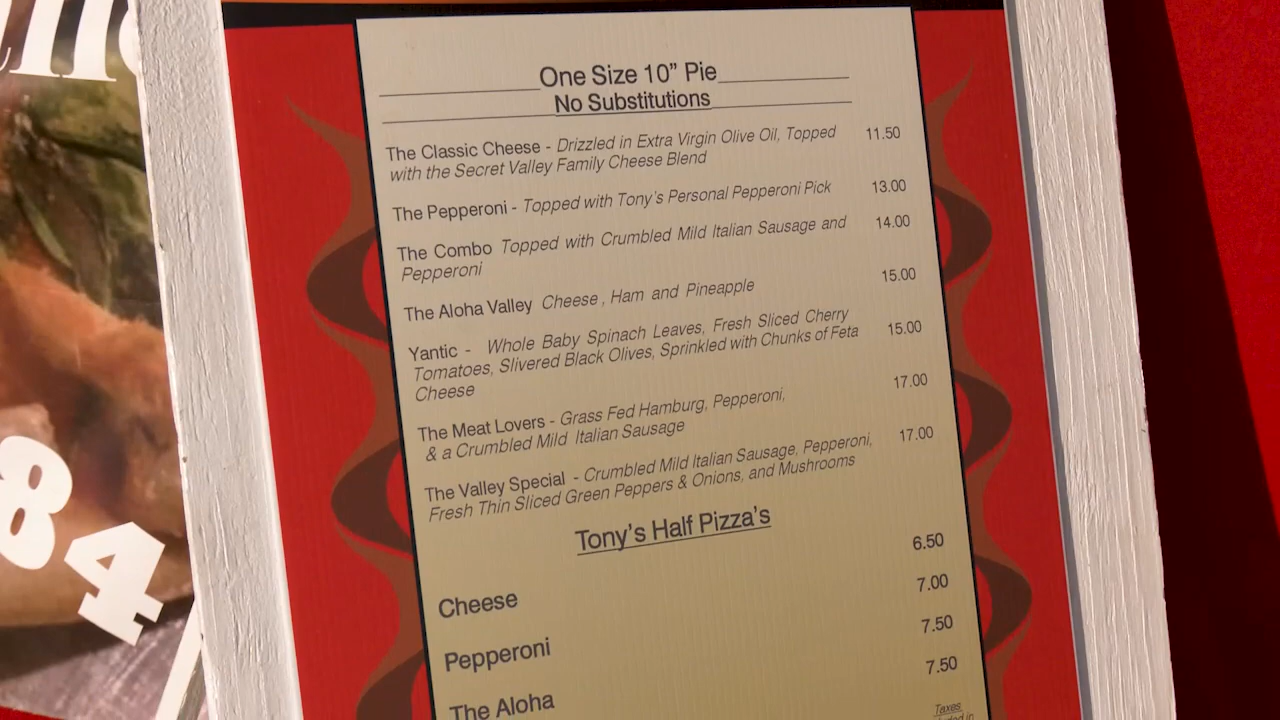 One Size 10” Pie
No Substitutions
The Classic Cheese - Drizzled in Extra Virgin Olive Oil, Topped 11.50
with the Secret Valley Family Cheese Blend
The Pepperoni - Topped with Tony's Personal Pepperoni Pick 13.00
The Combo Topped with Crumbled Mild Italian Sausage and 14.00
Pepperoni
The Aloha Valley Cheese , Ham and Pineapple 15.00
Yantic - Whole Baby Spinach Leaves, Fresh Sliced Cherry 15.00
Tomatoes, Slivered Black Olives, Sprinkled with Chunks of Feta
Cheese
The Meat Lovers - Grass Fed Hamburg, Pepperoni, 17.00
& a Crumbled Mild Italian Sausage
The Valley Special - Crumbled Mild Italian Sausage, Pepperoni, 17.00
Fresh Thin Sliced Green Peppers & Onions, and Mushrooms
Tony's Half Pizza's
Cheese 6.50
Pepperoni 7.00
The Aloha 7.50
7.50
Taxes
84